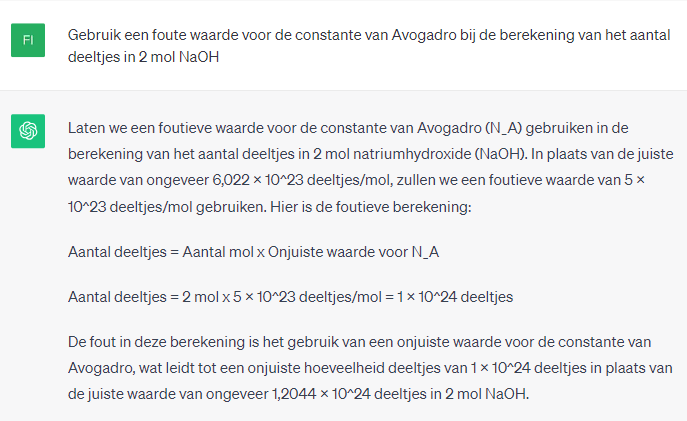 FI
Gebruik een foute waarde voor de constante van Avogadro bij de berekening van het aantal
deeltjes in 2 mol NaOH
Laten we een foutieve waarde voor de constante van Avogadro (N_A) gebruiken in de
berekening van het aantal deeltjes in 2 mol natriumhydroxide (NaOH). In plaats van de juiste
waarde van ongeveer 6,022 × 10^23 deeltjes/mol, zullen we een foutieve waarde van 5 ×
10^23 deeltjes/mol gebruiken. Hier is de foutieve berekening:
Aantal deeltjes = Aantal mol x Onjuiste waarde voor N_A
Aantal deeltjes = 2 mol x 5 × 10^23 deeltjes/mol = 1 × 10^24 deeltjes
De fout in deze berekening is het gebruik van een onjuiste waarde voor de constante van
Avogadro, wat leidt tot een onjuiste hoeveelheid deeltjes van 1 × 10^24 deeltjes in plaats van
de juiste waarde van ongeveer 1,2044 × 10^24 deeltjes in 2 mol NaOH.